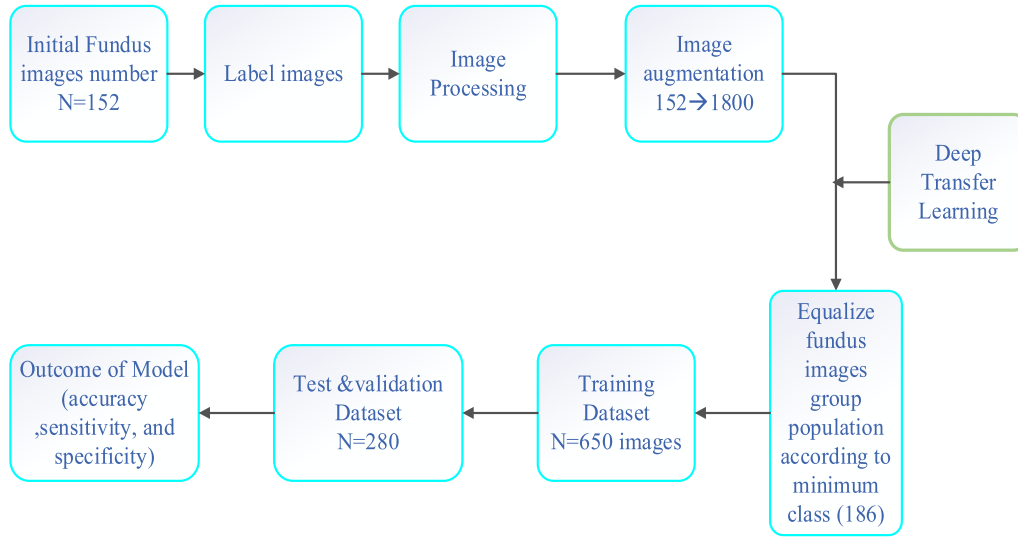 Initial Fundus
images number
N=152
Label images
Image
Processing
Image
augmentation
152→1800
Deep
Transfer
Learning
Equalize
fundus
images
group
population
according to
minimum
class (186)
Training
Dataset
N=650 images
Test &validation
Dataset
N=280
Outcome of Model
(accuracy
,sensitivity, and
specificity)